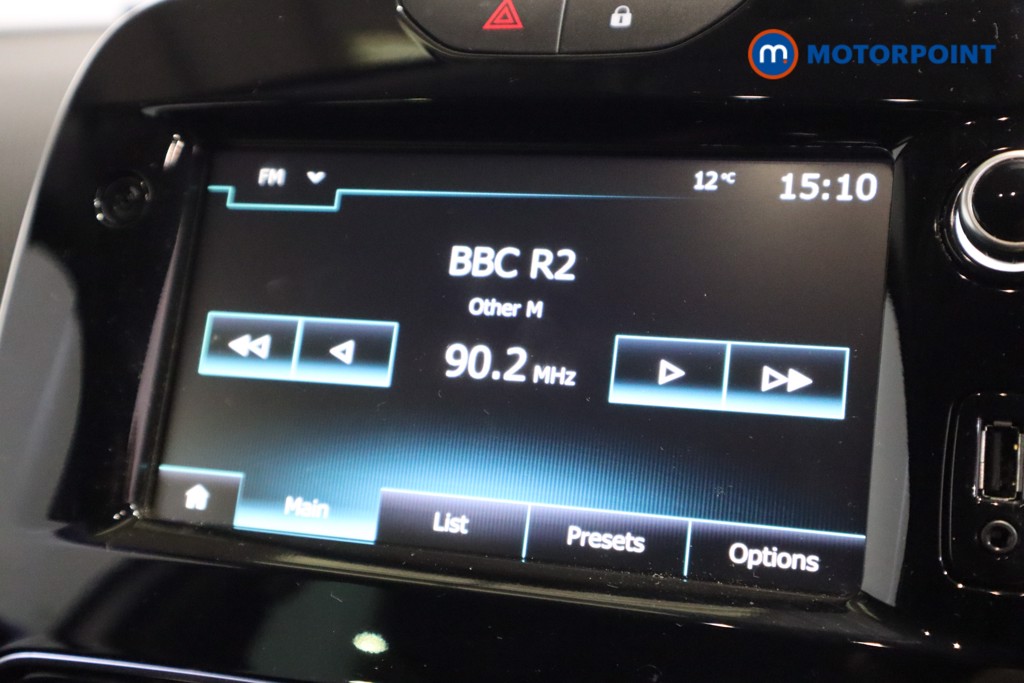 MOTORPOINT
FM 12°C 15:10
BBC R2
Other M
90.2 MHz
Main List Presets Options